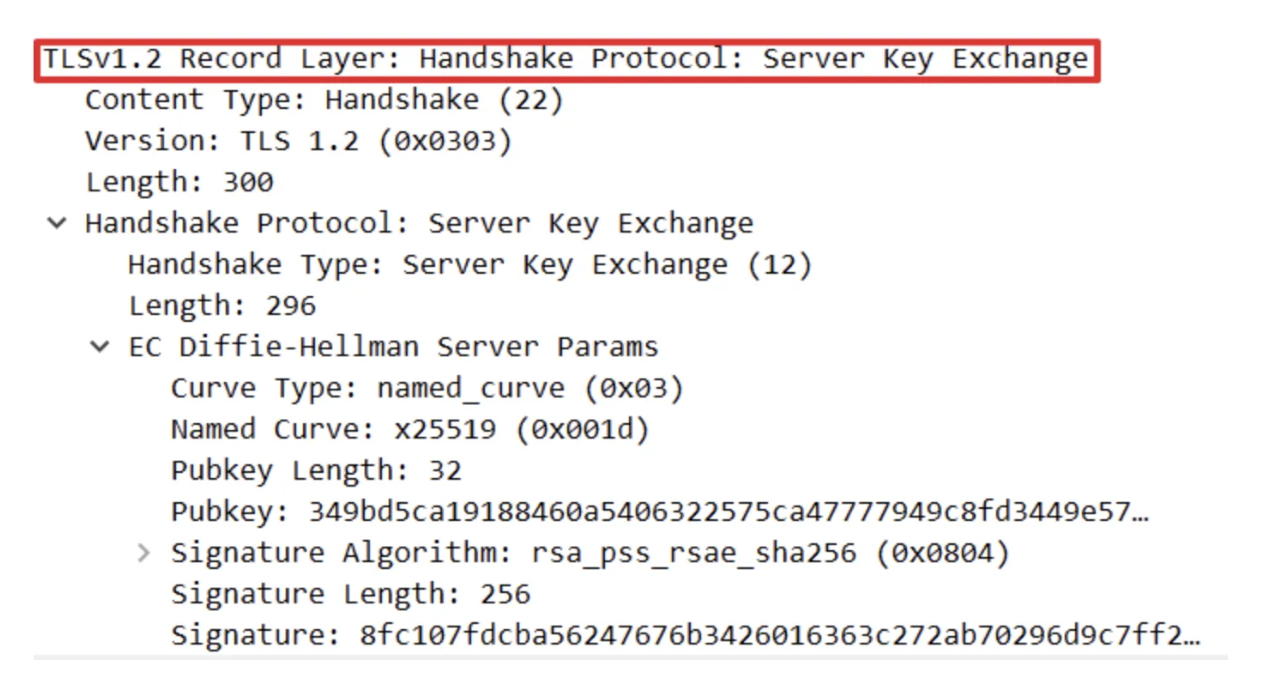 TLSv1.2 Record Layer: Handshake Protocol: Server Key Exchange
Content Type: Handshake (22)
Version: TLS 1.2 (0x0303)
Length: 300
Handshake Protocol: Server Key Exchange
Handshake Type: Server Key Exchange (12)
Length: 296
EC Diffie-Hellman Server Params
Curve Type: named_curve (0x03)
Named Curve: x25519 (0x001d)
Pubkey Length: 32
Pubkey: 349bd5ca19188460a5406322575ca47777949c8fd3449e57…
Signature Algorithm: rsa_pss_rsae_sha256 (0x0804)
Signature Length: 256
Signature: 8fc107fdcba56247676b3426016363c272ab70296d9c7ff2…